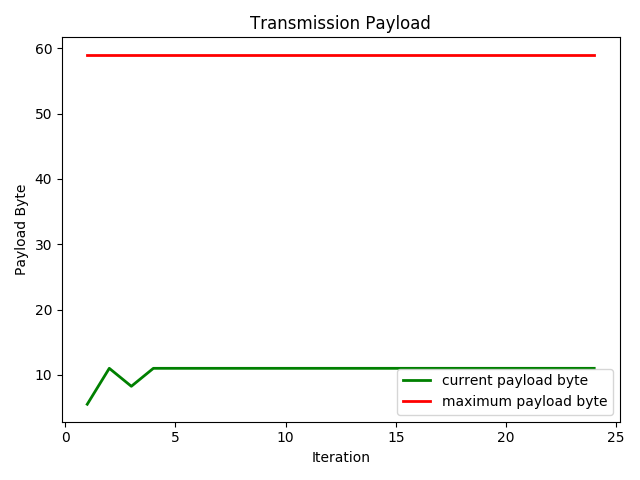 Transmission Payload
60
50
40
30
20
10
Payload Byte
current payload byte
maximum payload byte
0
5
10
15
20
25
Iteration